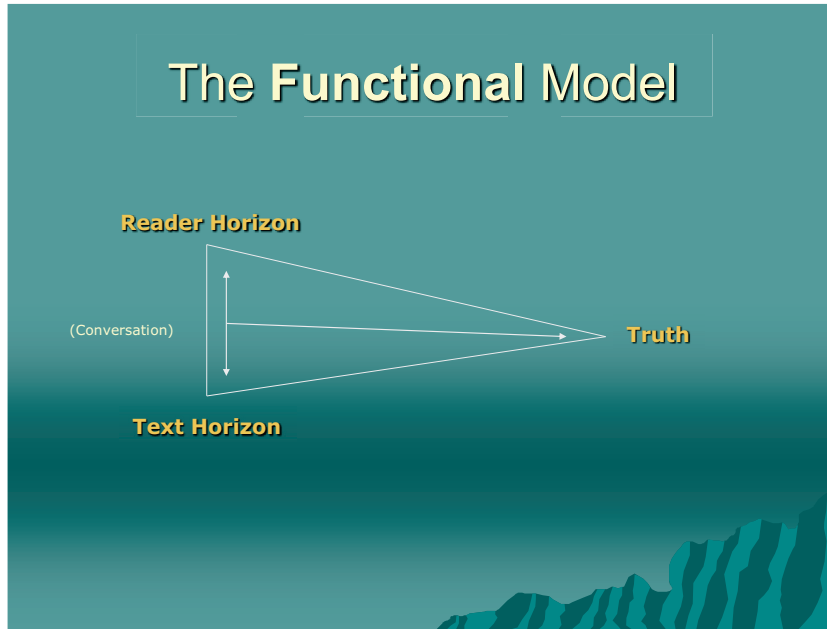 The Functional Model
Reader Horizon
(Conversation)
Truth
Text Horizon